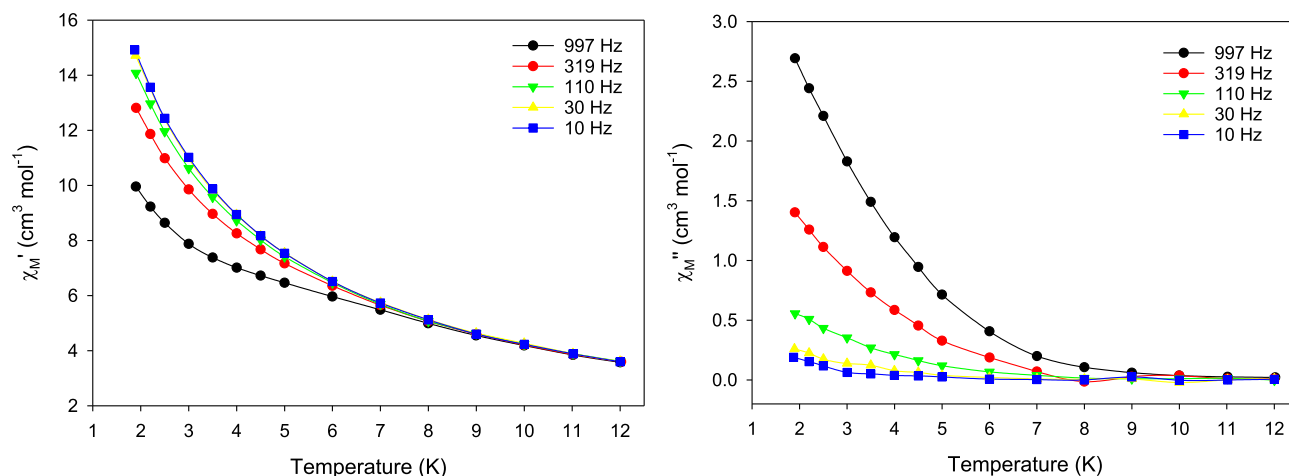 16
14
12
10
8
6
4
2
χM' (cm3 mol-1)
1 2 3 4 5 6 7 8 9 10 11 12
Temperature (K)
997 Hz
319 Hz
110 Hz
30 Hz
10 Hz
3.0
2.5
2.0
1.5
1.0
0.5
0.0
χM" (cm3 mol-1)
1 2 3 4 5 6 7 8 9 10 11 12
Temperature (K)
997 Hz
319 Hz
110 Hz
30 Hz
10 Hz